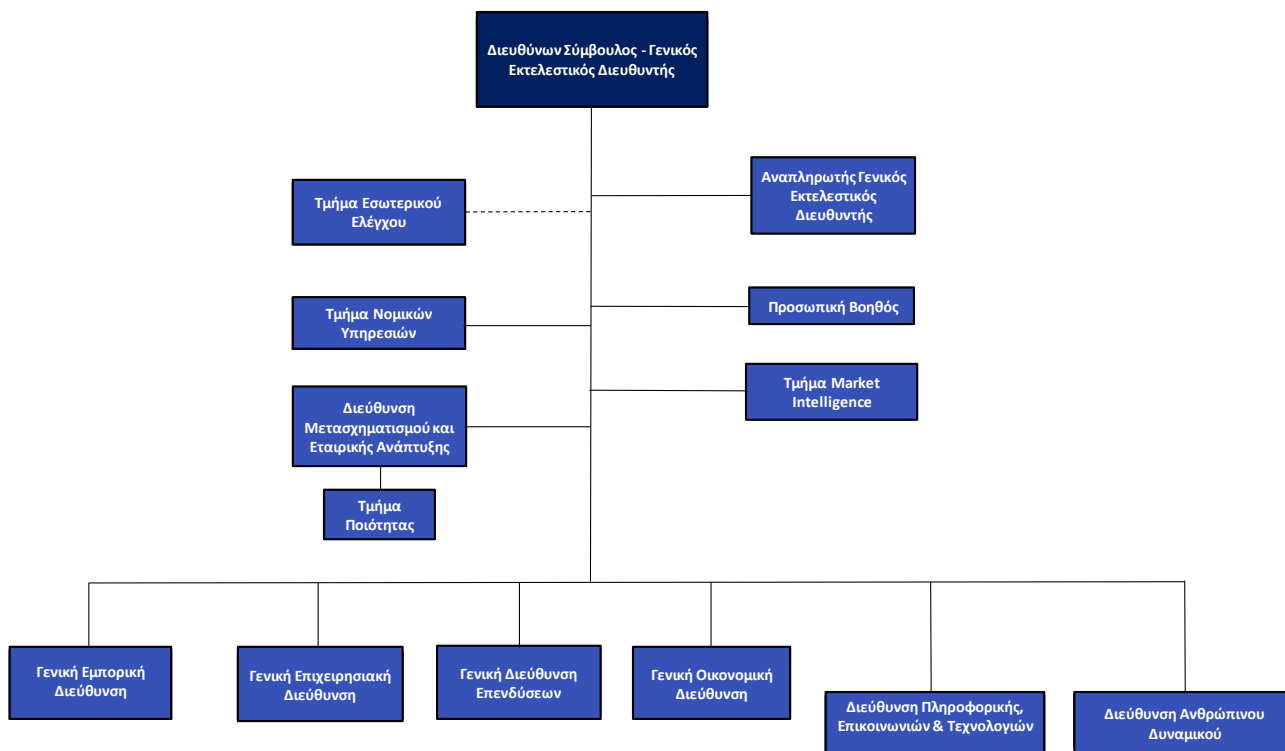 Διευθύνων Σύμβουλος - Γενικός
Εκτελεστικός Διευθυντής
Αναπληρωτής Γενικός
Εκτελεστικός
Διευθυντής
Τμήμα Εσωτερικού
Ελέγχου
Προσωπική Βοηθός
Τμήμα Νομικών
Υπηρεσιών
Τμήμα Market
Intelligence
Διεύθυνση
Μετασχηματισμού και
Εταιρικής Ανάπτυξης
Τμήμα
Ποιότητας
Γενική Εμπορική
Διεύθυνση
Γενική Επιχειρησιακή
Διεύθυνση
Γενική Διεύθυνση
Επενδύσεων
Γενική Οικονομική
Διεύθυνση
Διεύθυνση Πληροφορικής,
Επικοινωνιών & Τεχνολογιών
Διεύθυνση Ανθρώπινου
Δυναμικού